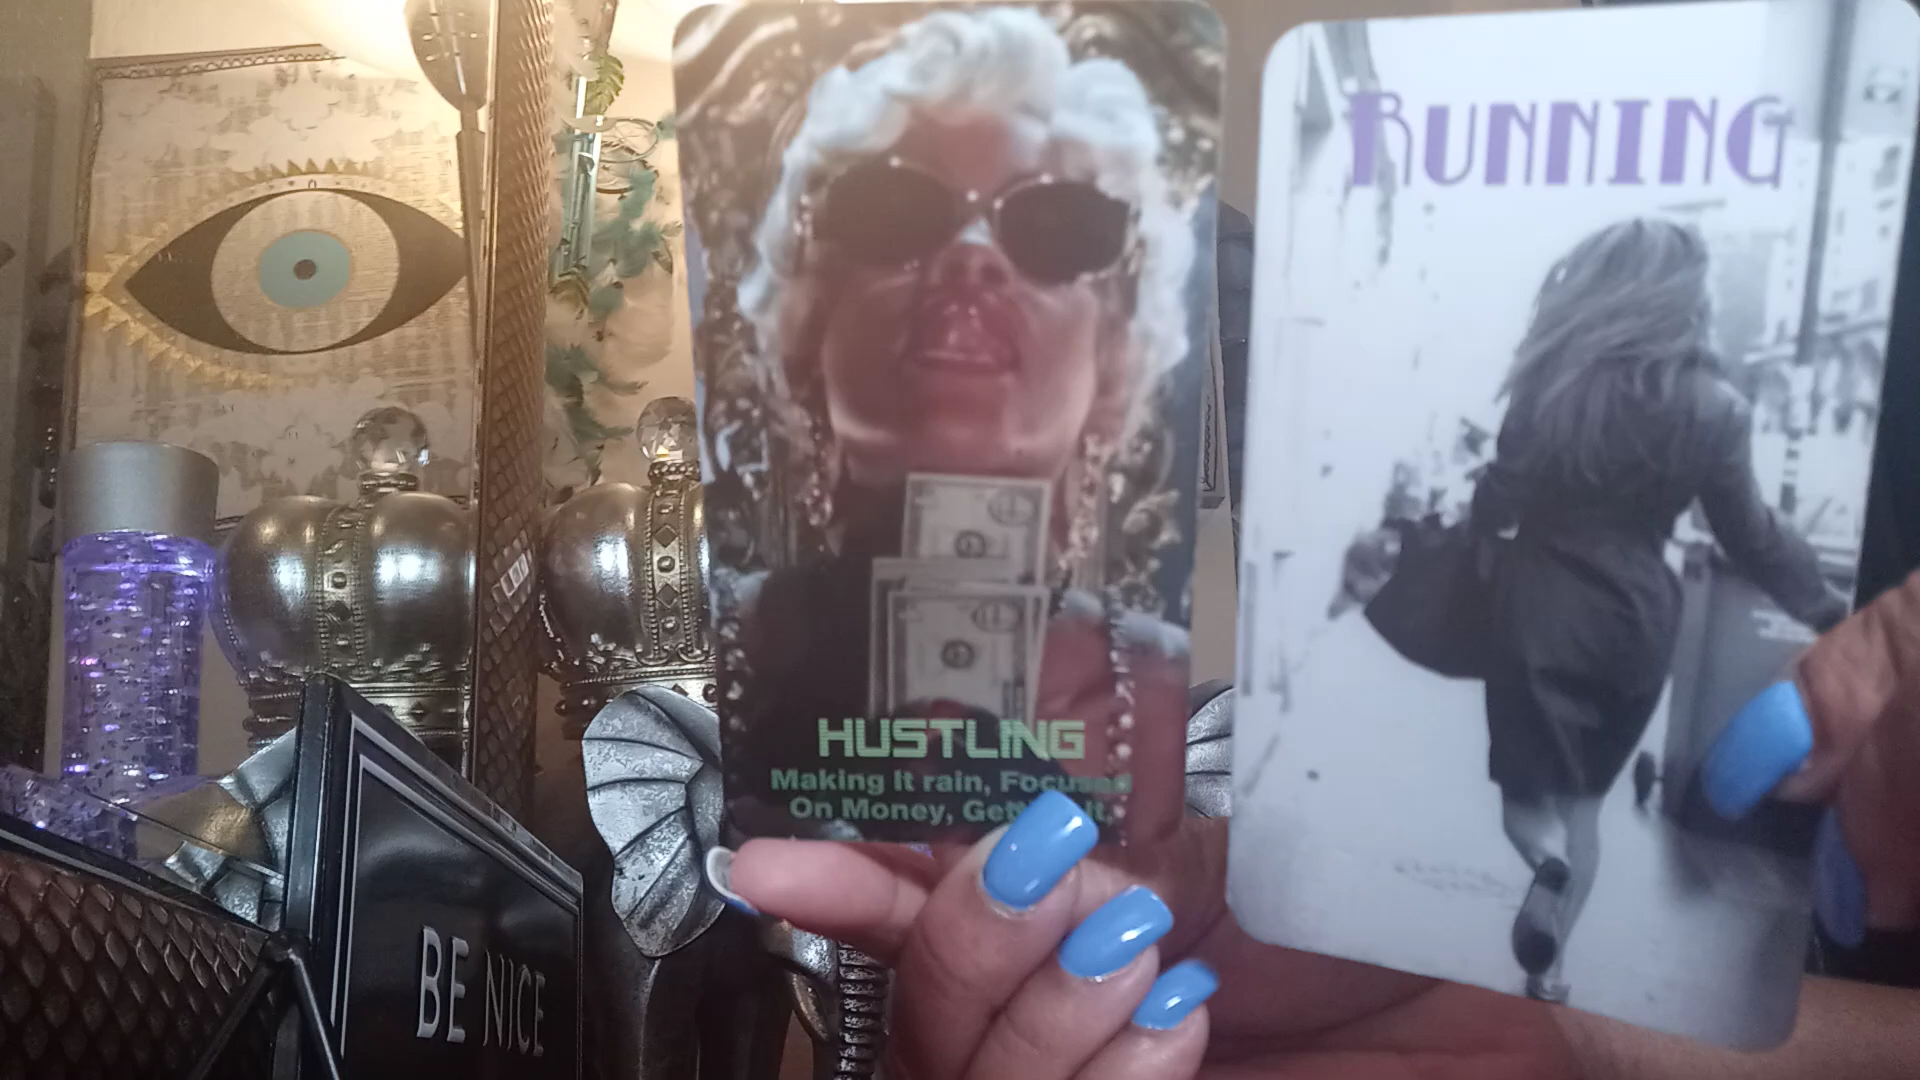 RUNNING
HUSTLING
Making It rain, Focused
On Money, it.
BE NICE